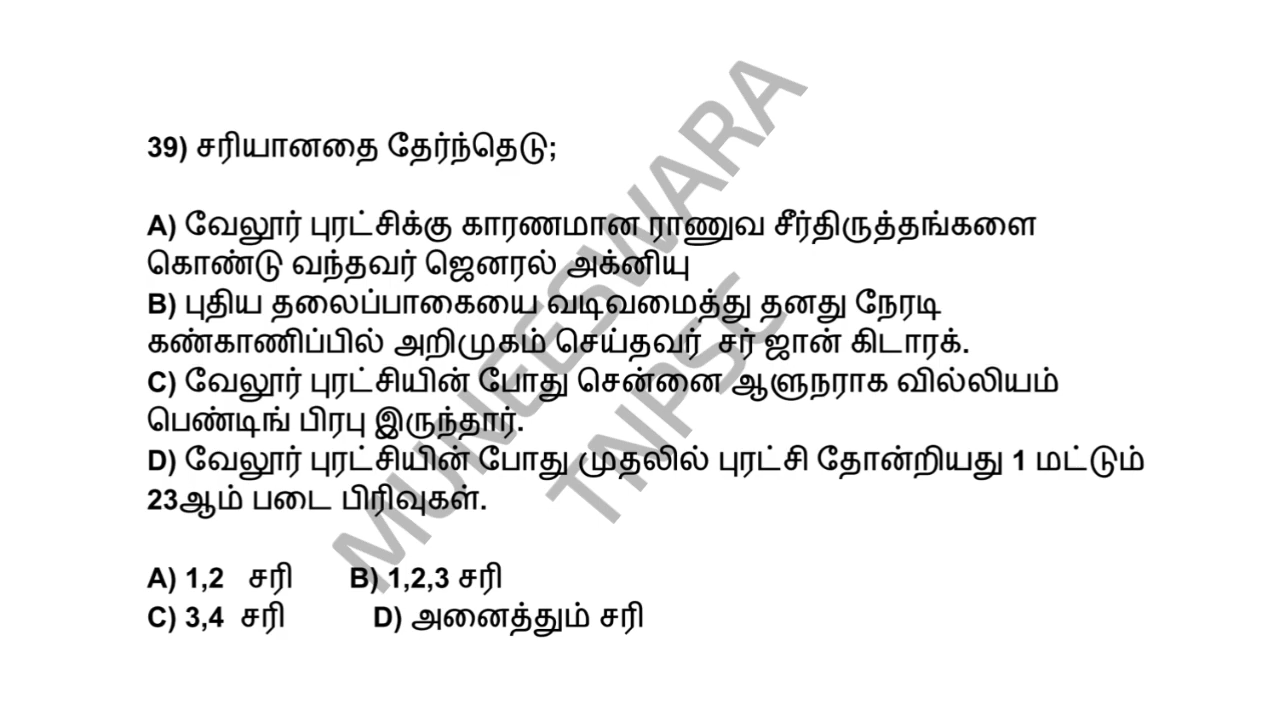 39) சரியானதை தேர்ந்தெடு;
A) வேலூர் புரட்சிக்கு காரணமான ராணுவ சீர்திருத்தங்களை
கொண்டு வந்தவர் ஜெனரல் அக்னியு
B) புதிய தலைப்பாகையை வடிவமைத்து தனது நேரடி
கண்காணிப்பில் அறிமுகம் செய்தவர் சர் ஜான் கிடாரக்.
C) வேலூர் புரட்சியின் போது சென்னை ஆளுநராக வில்லியம்
பெண்டிங் பிரபு இருந்தார்.
D) வேலூர் புரட்சியின் போது முதலில் புரட்சி தோன்றியது 1 மட்டும்
23ஆம் படை பிரிவுகள்.
A) 1,2 சரி B) 1,2,3 சரி
C) 3,4 சரி D) அனைத்தும் சரி
MUNEESWARA
TNPSC